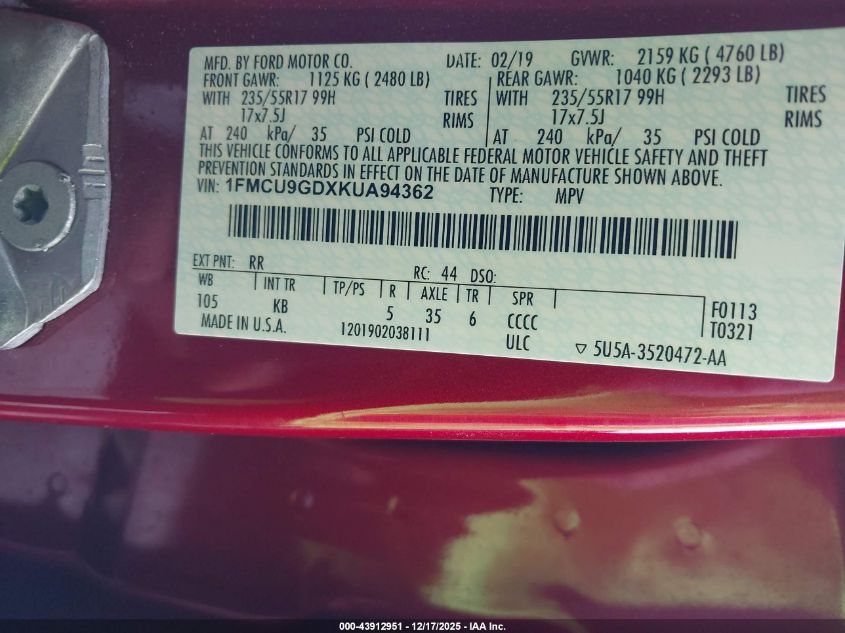 MFD. BY FORD MOTOR CO. DATE: 02/19 GVWR: 2159 KG ( 4760 LB)
FRONT GAWR: 1125 KG ( 2480 LB) REAR GAWR: 1040 KG ( 2293 LB)
WITH 235/55R17 99H TIRES WITH 235/55R17 99H TIRES
17x7.5J RIMS 17x7.5J RIMS
AT 240 kPa/ 35 PSI COLD AT 240 kPa/ 35 PSI COLD
THIS VEHICLE CONFORMS TO ALL APPLICABLE FEDERAL MOTOR VEHICLE SAFETY AND THEFT
PREVENTION STANDARDS IN EFFECT ON THE DATE OF MANUFACTURE SHOWN ABOVE.
VIN: 1FMCU9GDXKUA94362 TYPE: MPV
EXT PNT: RR RC: 44 DSO:
WB INT TR TP/PS R AXLE TR SPR
105 KB 5 35 6 CCCC F0113
MADE IN U.S.A. 1201902038111 ULC T0321
▽ 5U5A-3520472-AA
000-43912951 - 12/17/2025 - IAA Inc.